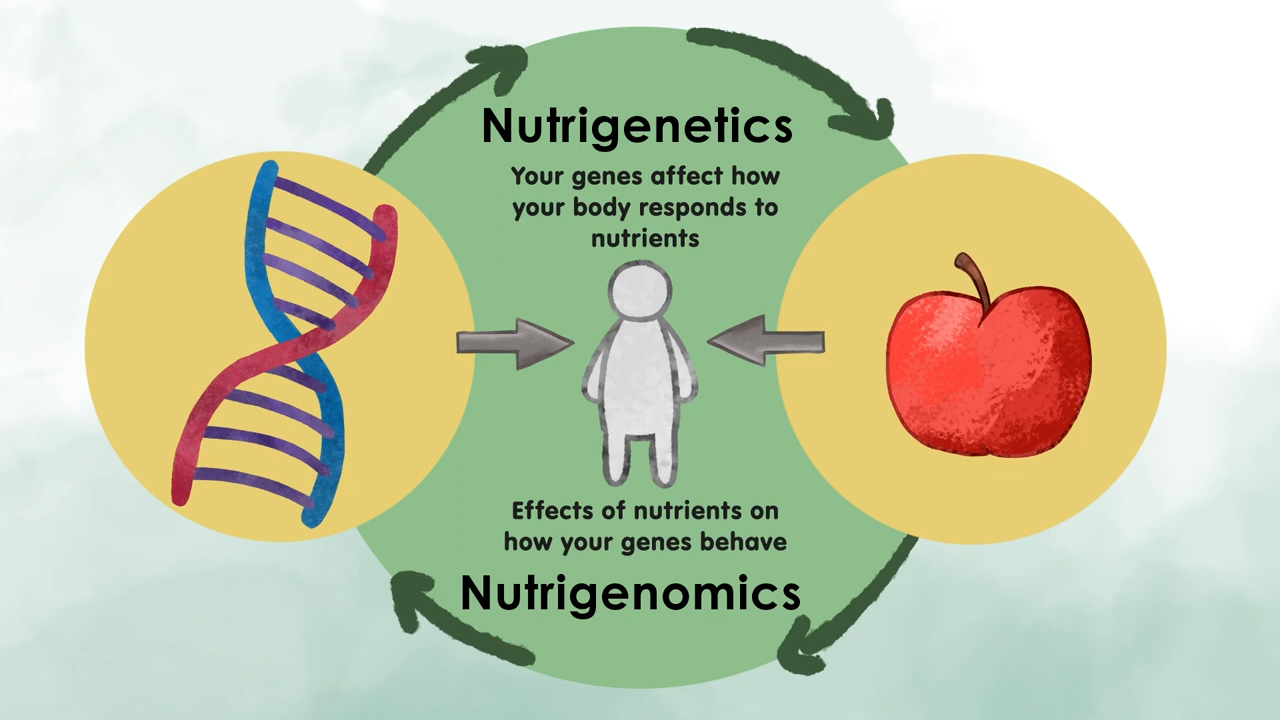 Nutrigenetics
Your genes affect how
your body responds to
nutrients
Effects of nutrients on
how your genes behave
Nutrigenomics